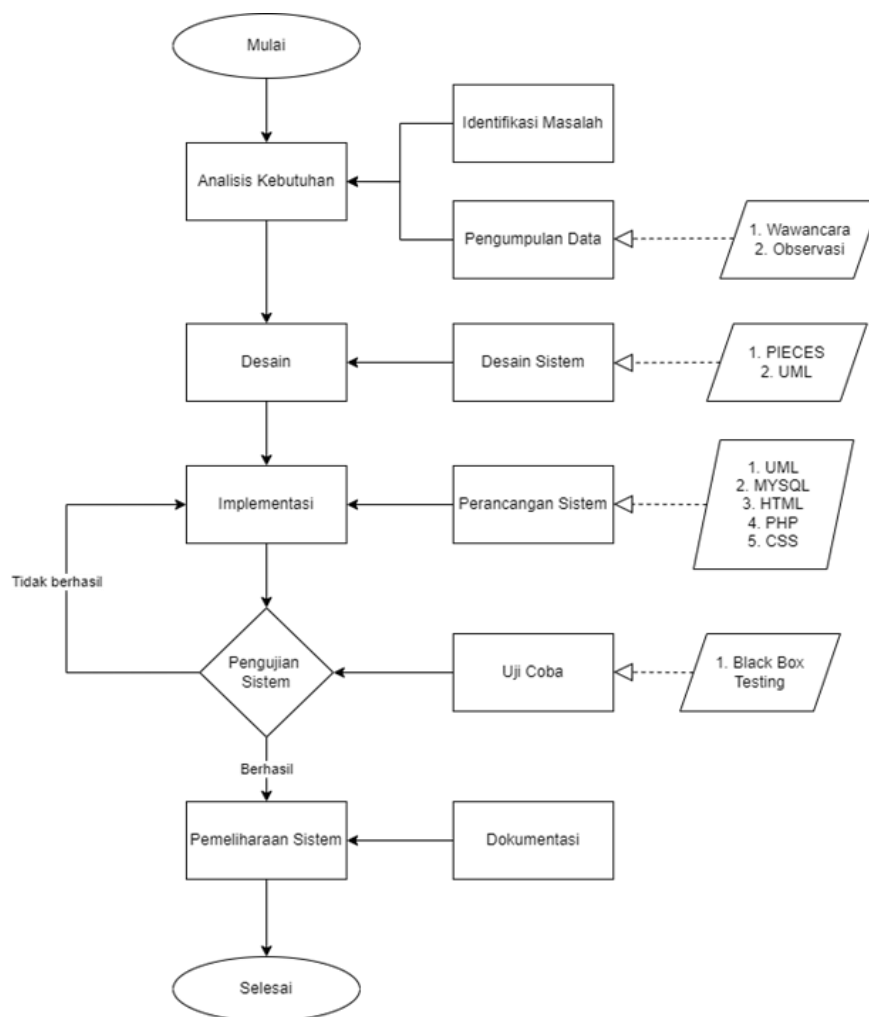 Mulai
Identifikasi Masalah
Analisis Kebutuhan
Pengumpulan Data
1. Wawancara
2. Observasi
Desain
Desain Sistem
1. PIECES
2. UML
Implementasi
Perancangan Sistem
1. UML
2. MYSQL
3. HTML
4. PHP
5. CSS
Tidak berhasil
Pengujian
Sistem
Uji Coba
1. Black Box
Testing
Berhasil
Pemeliharaan Sistem
Dokumentasi
Selesai